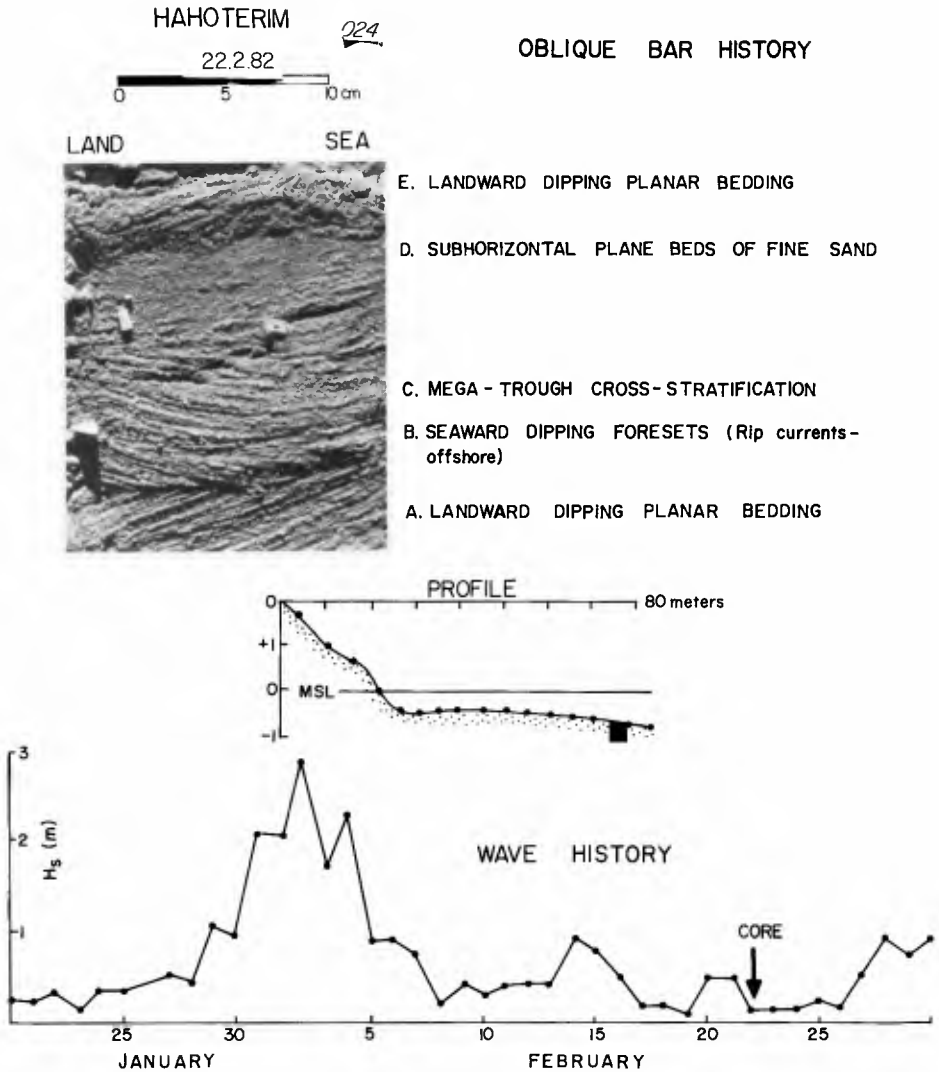 HAHOTERIM
024
22.2.82
0 5 10 cm
OBLIQUE BAR HISTORY
LAND SEA
E. LANDWARD DIPPING PLANAR BEDDING
D. SUBHORIZONTAL PLANE BEDS OF FINE SAND
C. MEGA-TROUGH CROSS-STRATIFICATION
B. SEAWARD DIPPING FORESETS (Rip currents-
offshore)
A. LANDWARD DIPPING PLANAR BEDDING
PROFILE
0 80 meters
+1
0 MSL
-1
3
2
1
Hs (m)
WAVE HISTORY
CORE
25 30 5 10 15 20 25
JANUARY FEBRUARY